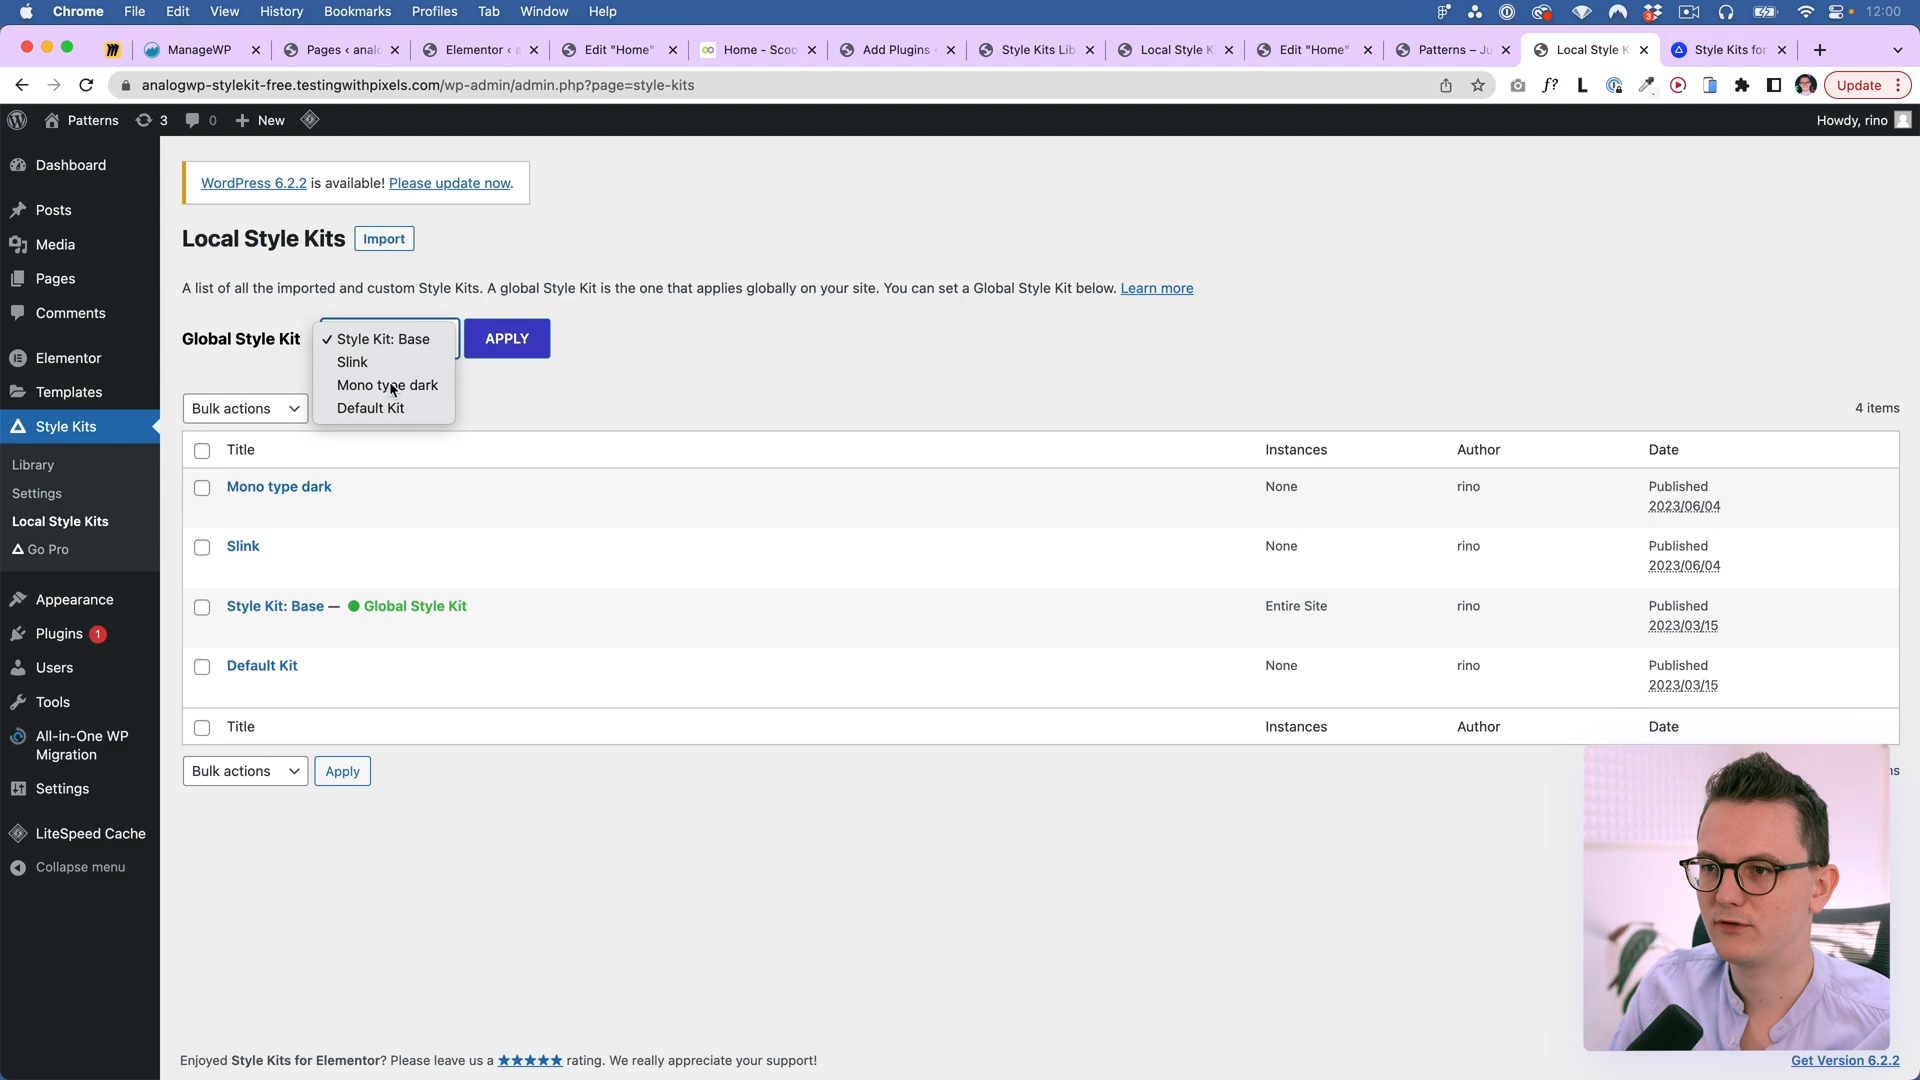 Chrome File Edit View History Bookmarks Profiles Tab Window Help 12:00
ManageWP Pages ‹ analo Elementor ‹ a Edit "Home" Home - Scoo Add Plugins Style Kits Lib Local Style K Edit "Home" Patterns – Ju Local Style K Style Kits for
analogwp-stylekit-free.testingwithpixels.com/wp-admin/admin.php?page=style-kits Update
Patterns 3 0 New Howdy, rino
Dashboard
Posts
Media
Pages
Comments
Elementor
Templates
Style Kits
Library
Settings
Local Style Kits
Go Pro
Appearance
Plugins 1
Users
Tools
All-in-One WP
Migration
Settings
LiteSpeed Cache
Collapse menu
WordPress 6.2.2 is available! Please update now.
Local Style Kits Import
A list of all the imported and custom Style Kits. A global Style Kit is the one that applies globally on your site. You can set a Global Style Kit below. Learn more
Global Style Kit APPLY
✓ Style Kit: Base
Slink
Mono type dark
Default Kit
Bulk actions 4 items
Title Instances Author Date
Mono type dark None rino Published
2023/06/04
Slink None rino Published
2023/06/04
Style Kit: Base — Global Style Kit Entire Site rino Published
2023/03/15
Default Kit None rino Published
2023/03/15
Title Instances Author Date
Bulk actions Apply
Enjoyed Style Kits for Elementor? Please leave us a ★★★★★ rating. We really appreciate your support!
Get Version 6.2.2